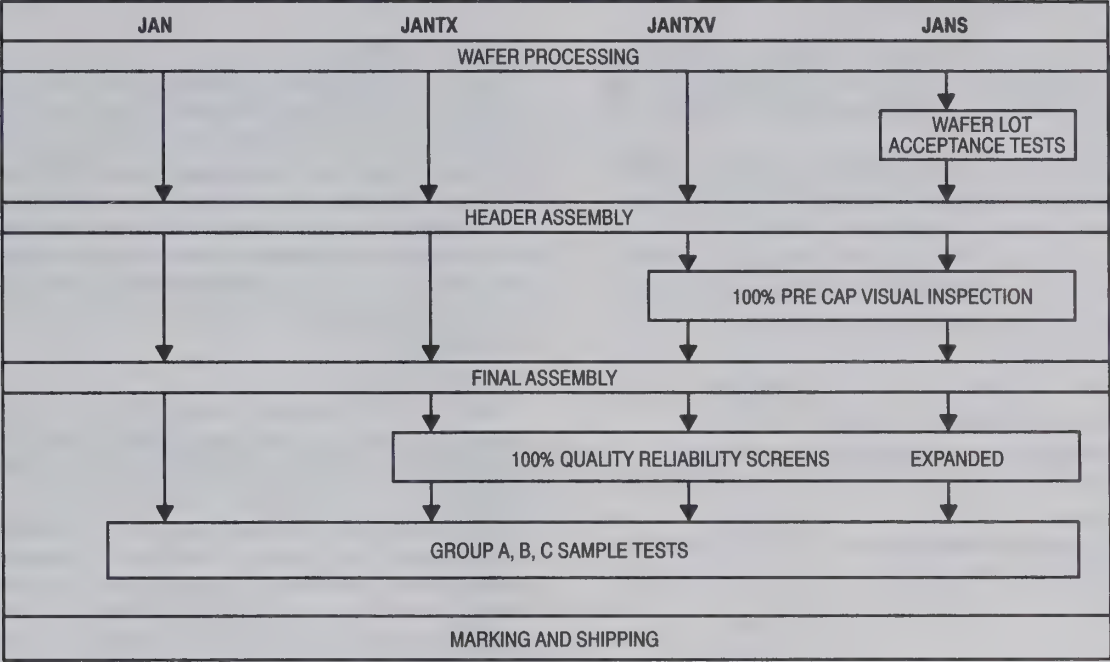 JAN JANTX JANTXV JANS
WAFER PROCESSING
WAFER LOT
ACCEPTANCE TESTS
HEADER ASSEMBLY
100% PRE CAP VISUAL INSPECTION
FINAL ASSEMBLY
100% QUALITY RELIABILITY SCREENS EXPANDED
GROUP A, B, C SAMPLE TESTS
MARKING AND SHIPPING